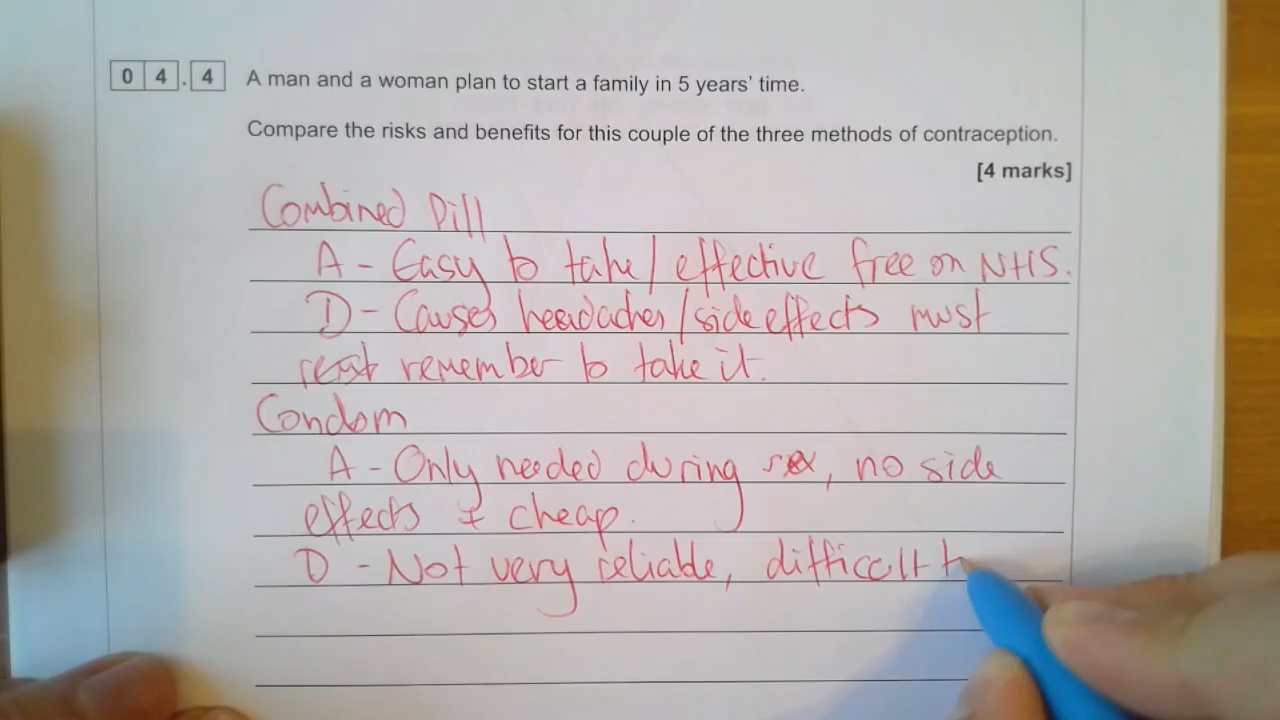 04.4 A man and a woman plan to start a family in 5 years' time.
Compare the risks and benefits for this couple of the three methods of contraception.
[4 marks]
Combined Pill
A - Easy to take / effective free on NHS.
D - Causes headaches / side effects must
remember to take it.
Condom
A - Only needed during sex, no side
effects & cheap.
D - Not very reliable, difficult t